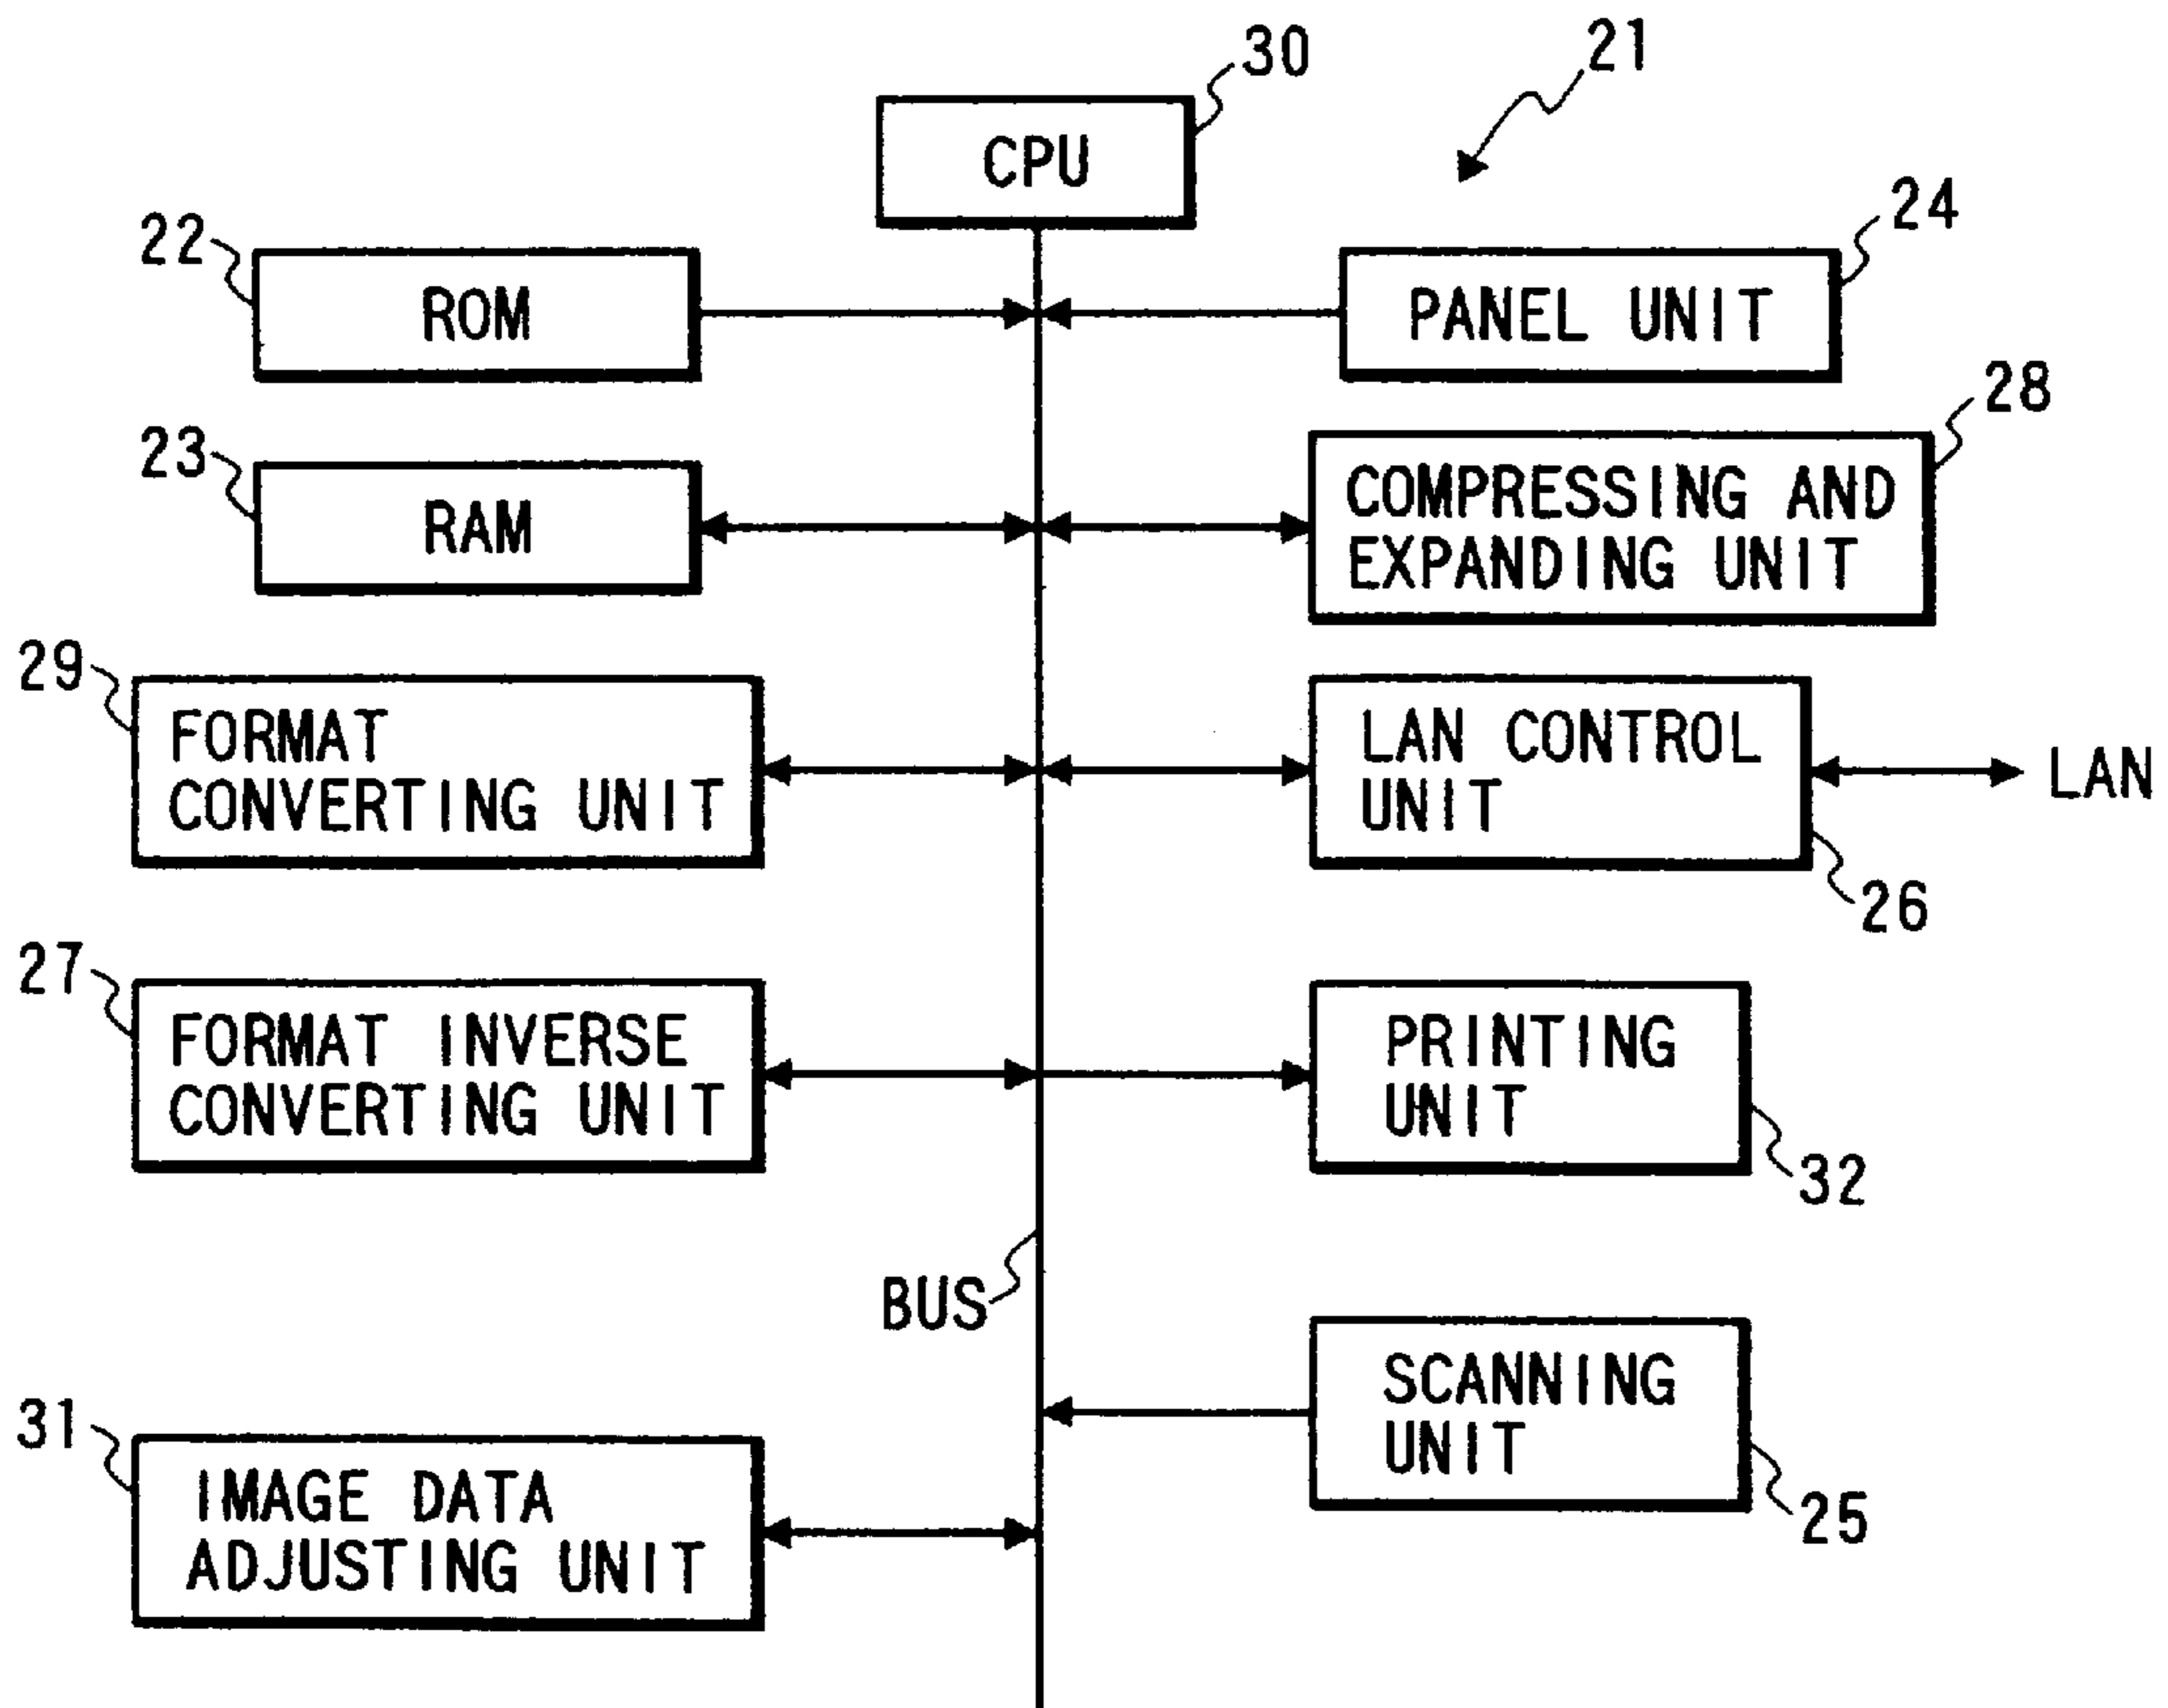 30
21
CPU
22
ROM
24
PANEL UNIT
23
RAM
28
COMPRESSING AND
EXPANDING UNIT
29
FORMAT
CONVERTING UNIT
LAN CONTROL
UNIT
LAN
26
27
FORMAT INVERSE
CONVERTING UNIT
PRINTING
UNIT
32
BUS
SCANNING
UNIT
25
31
IMAGE DATA
ADJUSTING UNIT